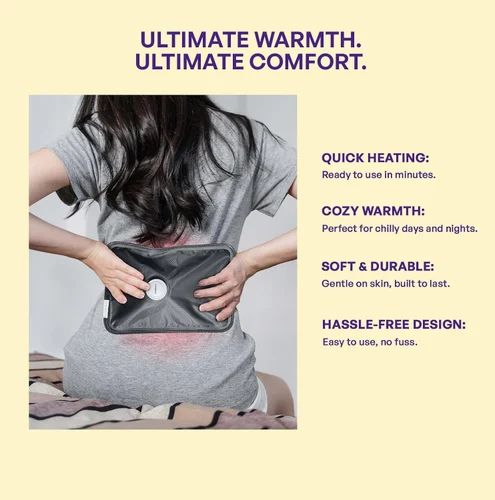 ULTIMATE WARMTH.
ULTIMATE COMFORT.
QUICK HEATING:
Ready to use in minutes.
COZY WARMTH:
Perfect for chilly days and nights.
SOFT & DURABLE:
Gentle on skin, built to last.
HASSLE-FREE DESIGN:
Easy to use, no fuss.